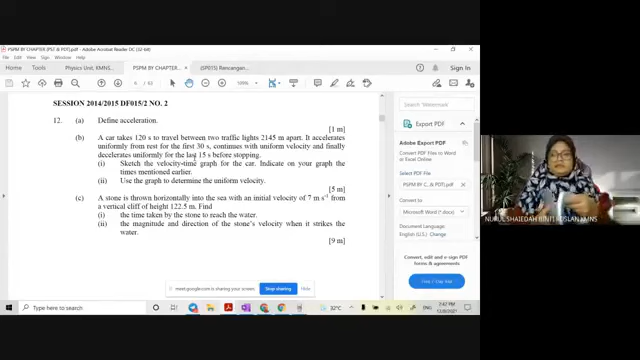 PSPM BY CHAPTER (PST & PDT).pdf - Adobe Acrobat Reader DC (32-bit)
File Edit View Sign Window Help
Home Tools Physics Unit, KMNS... PSPM BY CHAPTER ... × (SP015) Rancangan... Sign In
6 / 63 100%
SESSION 2014/2015 DF015/2 NO. 2
12. (a) Define acceleration.
[1 m]
(b) A car takes 120 s to travel between two traffic lights 2145 m apart. It accelerates
uniformly from rest for the first 30 s, continues with uniform velocity and finally
decelerates uniformly for the last 15 s before stopping.
(i) Sketch the velocity-time graph for the car. Indicate on your graph the
times mentioned earlier.
(ii) Use the graph to determine the uniform velocity.
[5 m]
(c) A stone is thrown horizontally into the sea with an initial velocity of 7 m s⁻¹ from
a vertical cliff of height 122.5 m. Find
(i) the time taken by the stone to reach the water.
(ii) the magnitude and direction of the stone's velocity when it strikes the
water.
[9 m]
Search 'Watermark'
Export PDF
Adobe Export PDF
Convert PDF Files to Word
or Excel Online
Select PDF File
PSPM BY C...& PDT).pdf ×
Convert to
Microsoft Word (*.docx)
Document Language:
English (U.S.) Change
Convert, edit and e-sign PDF
forms & agreements
meet.google.com is sharing your screen. Stop sharing Hide
Type here to search
32°C
ENG
7:42 PM
NURUL SHAIEDAH BINTI ROSLAN KMNS